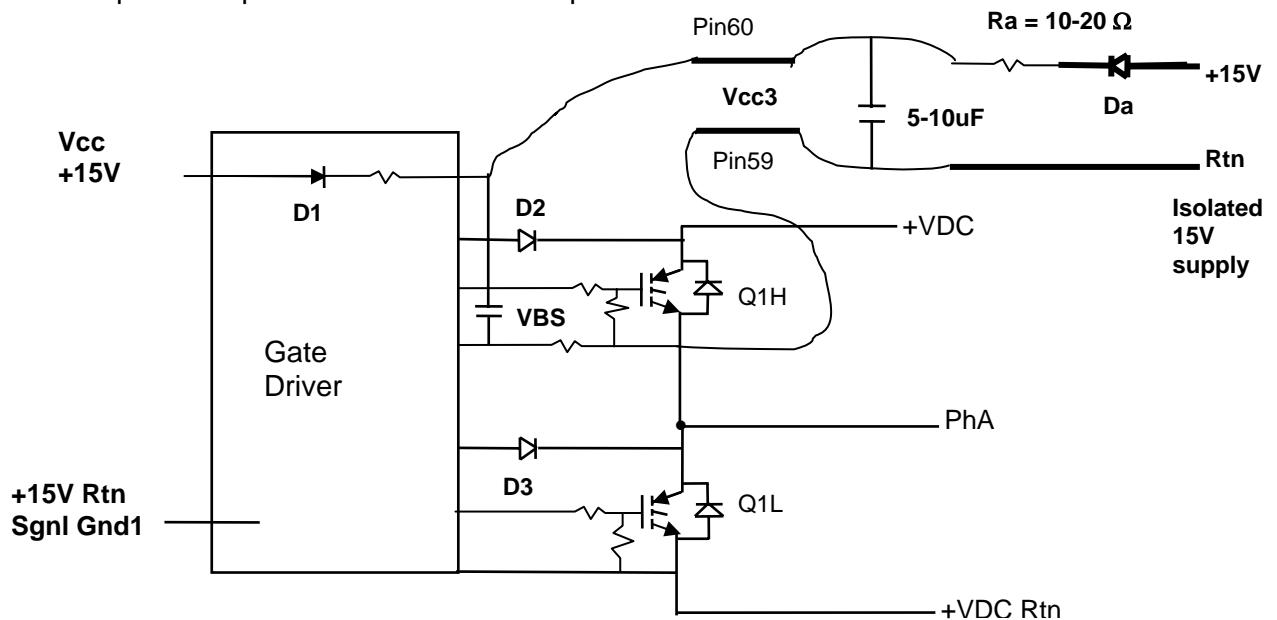 Pin60
Ra = 10-20 Ω
+15V
Vcc3
5-10uF
Da
Vcc
+15V
Pin59
Rtn
D1
D2
+VDC
Isolated
15V
supply
Q1H
VBS
Gate
Driver
PhA
D3
+15V Rtn
Sgnl Gnd1
Q1L
+VDC Rtn